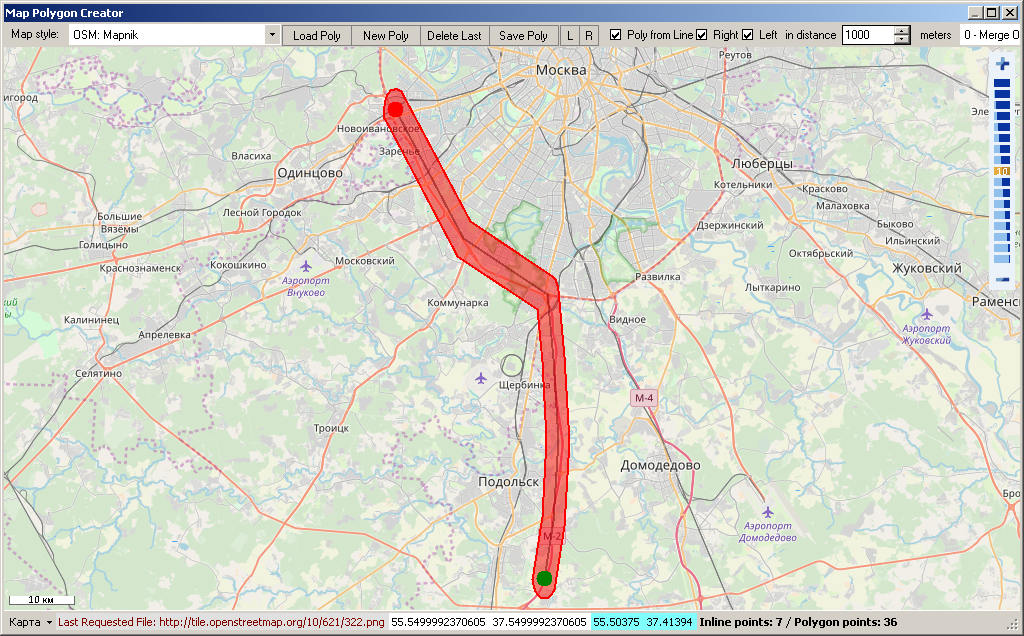 Map Polygon Creator
Map style: OSM: Mapnik Load Poly New Poly Delete Last Save Poly L R Poly from Line Right Left in distance 1000 meters 0 - Merge O
Реутов
Москва
игород
Эле
Новоивановское
Заречье
Власиха
Люберцы
Одинцово
10
Котельники
Красково
Малаховка
Лесной Городок
Большие
Вязёмы
Дзержинский
Быково
Голицыно
Ильинский
Октябрьский
Московский
Кокошкино
Краснознаменск
Жуковский
Развилка
Аэропорт
Внуково
Лыткарино
кий
Коммунарка
Раменс
Калининец
Видное
Апрелевка
Аэропорт
Жуковский
Селятино
Щербинка
М-4
Троицк
Домодедово
Подольск
Бро
Аэропорт
Домодедово
М-2
10 км
Карта Last Requested File: http://tile.openstreetmap.org/10/621/322.png 55.5499992370605 37.5499992370605 55.50375 37.41394 Inline points: 7 / Polygon points: 36